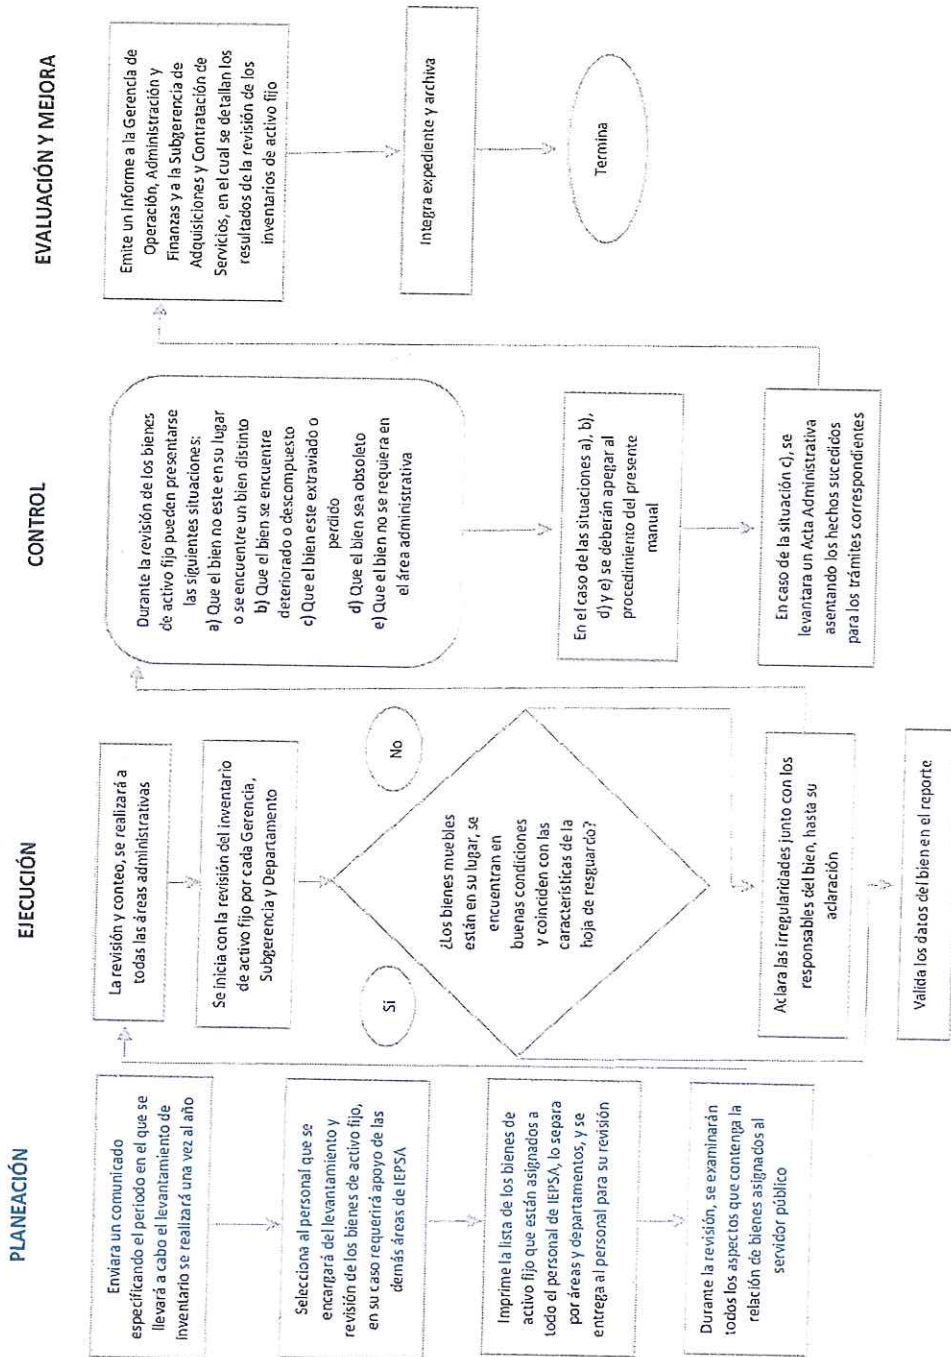 PLANEACIÓN
Enviara un comunicado
especificando el periodo en el que se
llevará a cabo el levantamiento de
inventario se realizará una vez al año
Selecciona al personal que se
encargará del levantamiento y
revisión de los bienes de activo fijo,
en su caso requerirá apoyo de las
demás áreas de IEPSA
Imprime la lista de los bienes de
activo fijo que están asignados a
todo el personal de IEPSA, lo separa
por áreas y departamentos, y se
entrega al personal para su revisión
Durante la revisión, se examinarán
todos los aspectos que contenga la
relación de bienes asignados al
servidor público
EJECUCIÓN
La revisión y conteo, se realizará a
todas las áreas administrativas
Se inicia con la revisión del inventario
de activo fijo por cada Gerencia,
Subgerencia y Departamento
Si
No
¿Los bienes muebles
están en su lugar, se
encuentran en
buenas condiciones
y coinciden con las
características de la
hoja de resguardo?
Aclara las irregularidades junto con los
responsables del bien, hasta su
aclaración
Valida los datos del bien en el reporte
CONTROL
Durante la revisión de los bienes
de activo fijo pueden presentarse
las siguientes situaciones:
a) Que el bien no este en su lugar
o se encuentre un bien distinto
b) Que el bien se encuentre
deteriorado o descompuesto
c) Que el bien este extraviado o
perdido
d) Que el bien sea obsoleto
e) Que el bien no se requiera en
el área administrativa
En el caso de las situaciones a), b),
d) y e) se deberán apegar al
procedimiento del presente
manual
En caso de la situación c), se
levantara un Acta Administrativa
asentando los hechos sucedidos
para los trámites correspondientes
EVALUACIÓN Y MEJORA
Emite un Informe a la Gerencia de
Operación, Administración y
Finanzas y a la Subgerencia de
Adquisiciones y Contratación de
Servicios, en el cual se detallan los
resultados de la revisión de los
inventarios de activo fijo
Integra expediente y archiva
Termina